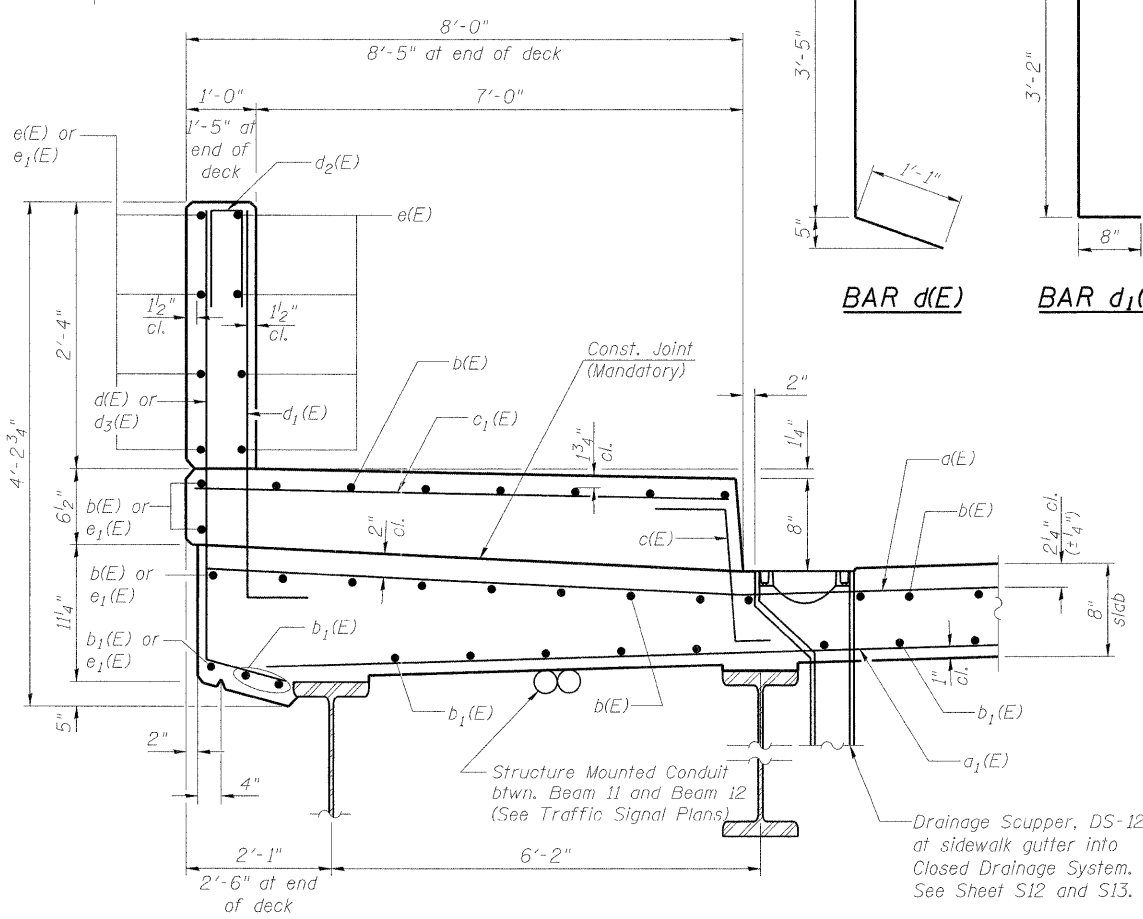 8'-0"
8'-5" at end of deck
1'-0"
7'-0"
1'-5" at
end of
deck
e(E) or
e1(E)
d2(E)
e(E)
1½"
cl.
1½"
cl.
2'-4"
4'-2¾"
d(E) or
d3(E)
d1(E)
b(E)
c1(E)
Const. Joint
(Mandatory)
1¾"
cl.
2"
1¼"
a(E)
b(E)
2¼" cl.
(±¼")
6½"
b(E) or
e1(E)
2"
cl.
c(E)
8"
8"
slab
b(E) or
e1(E)
11¼"
b1(E) or
e1(E)
b1(E)
1"
cl.
5"
2"
4"
b1(E)
b(E)
b1(E)
a1(E)
Structure Mounted Conduit
btwn. Beam 11 and Beam 12
(See Traffic Signal Plans)
Drainage Scupper, DS-12
at sidewalk gutter into
Closed Drainage System.
See Sheet S12 and S13.
2'-1"
6'-2"
2'-6" at end
of deck
3'-5"
1'-1"
5"
BAR d(E)
3'-2"
8"
BAR d1(